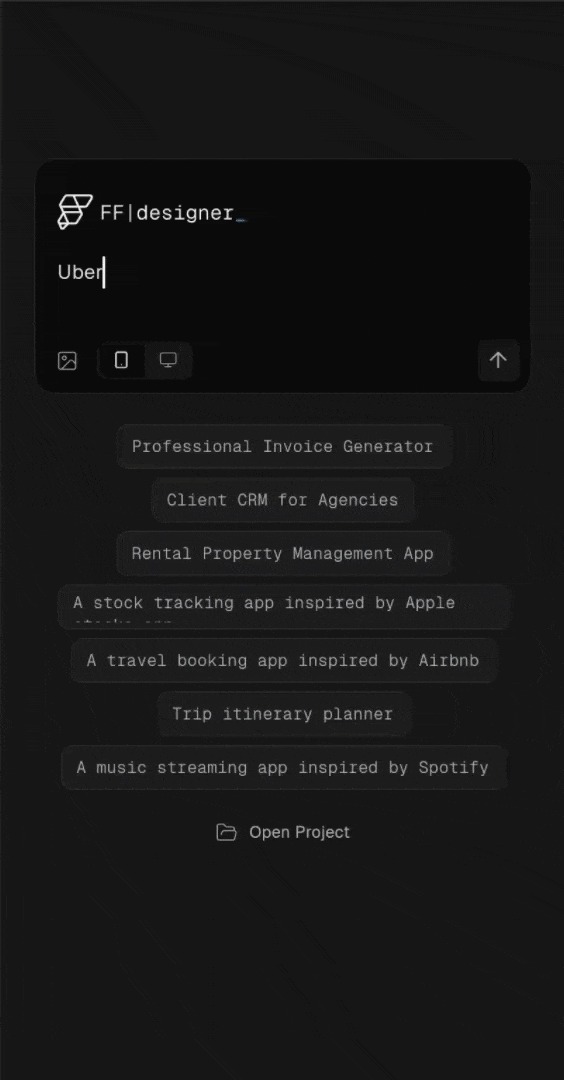 FF|designer_
Uber
Professional Invoice Generator
Client CRM for Agencies
Rental Property Management App
A stock tracking app inspired by Apple
A travel booking app inspired by Airbnb
Trip itinerary planner
A music streaming app inspired by Spotify
Open Project